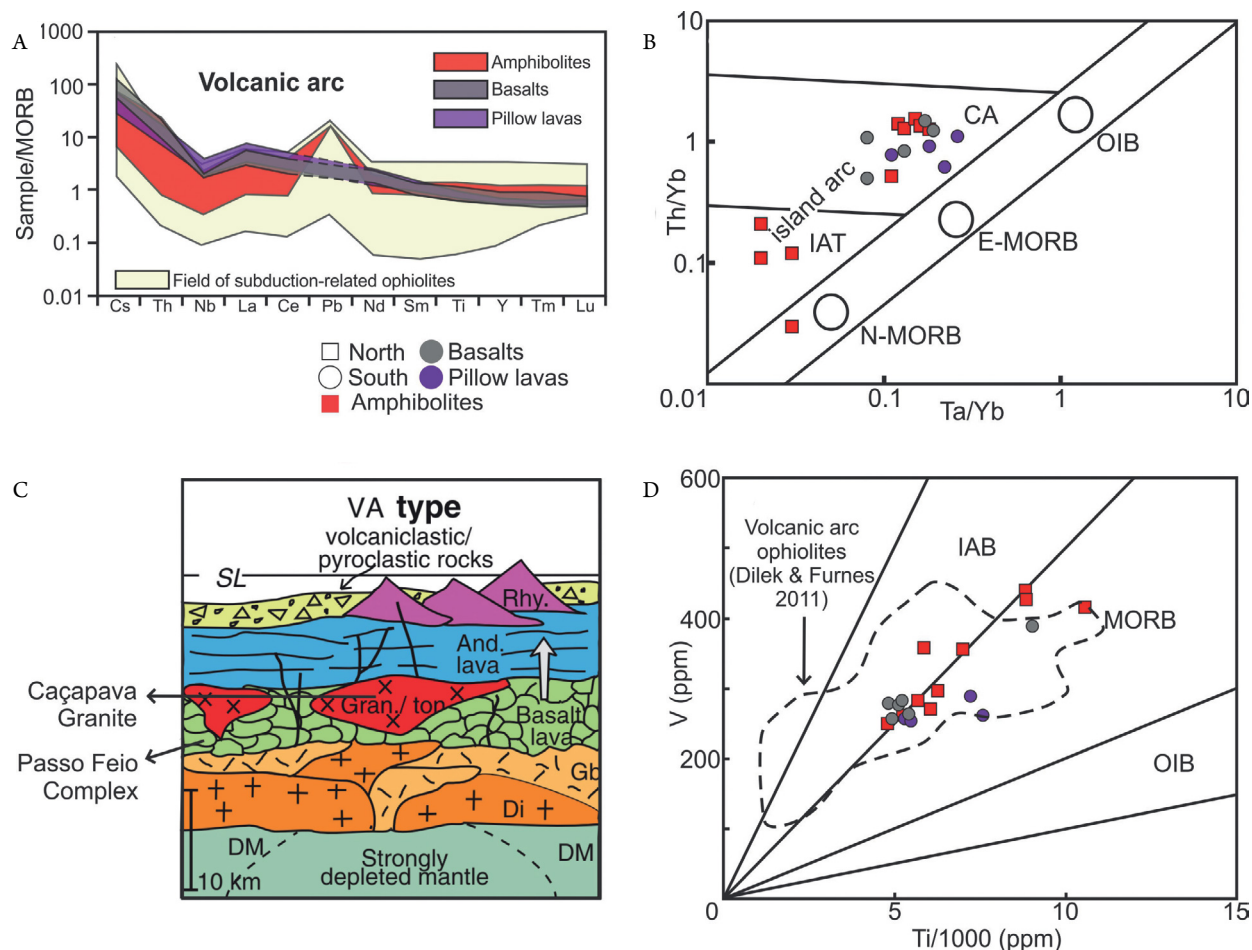 A
1000
100
10
1
0.1
0.01
Sample/MORB
Volcanic arc
Amphibolites
Basalts
Pillow lavas
Field of subduction-related ophiolites
Cs Th Nb La Ce Pb Nd Sm Ti Y Tm Lu
North
South
Amphibolites
Basalts
Pillow lavas
B
10
1
0.1
Th/Yb
CA
OIB
island arc
IAT
E-MORB
N-MORB
0.01 0.1 1 10
Ta/Yb
C
VA type
volcaniclastic/
pyroclastic rocks
SL
Rhy.
And.
lava
Caçapava
Granite
Gran./ ton
Basalt
lava
Passo Feio
Complex
Gb
Di
DM
DM
Strongly
depleted mantle
10 km
D
600
400
200
0
V (ppm)
Volcanic arc
ophiolites
(Dilek & Furnes
2011)
IAB
MORB
OIB
5 10 15
Ti/1000 (ppm)